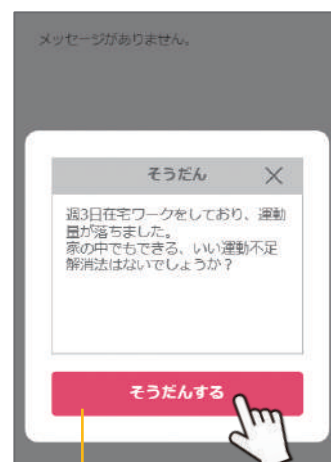 メッセージがありません。
そうだん
週3日在宅ワークをしており、運動
量が落ちました。
家の中でもできる、いい運動不足
解消法はないでしょうか？
そうだんする